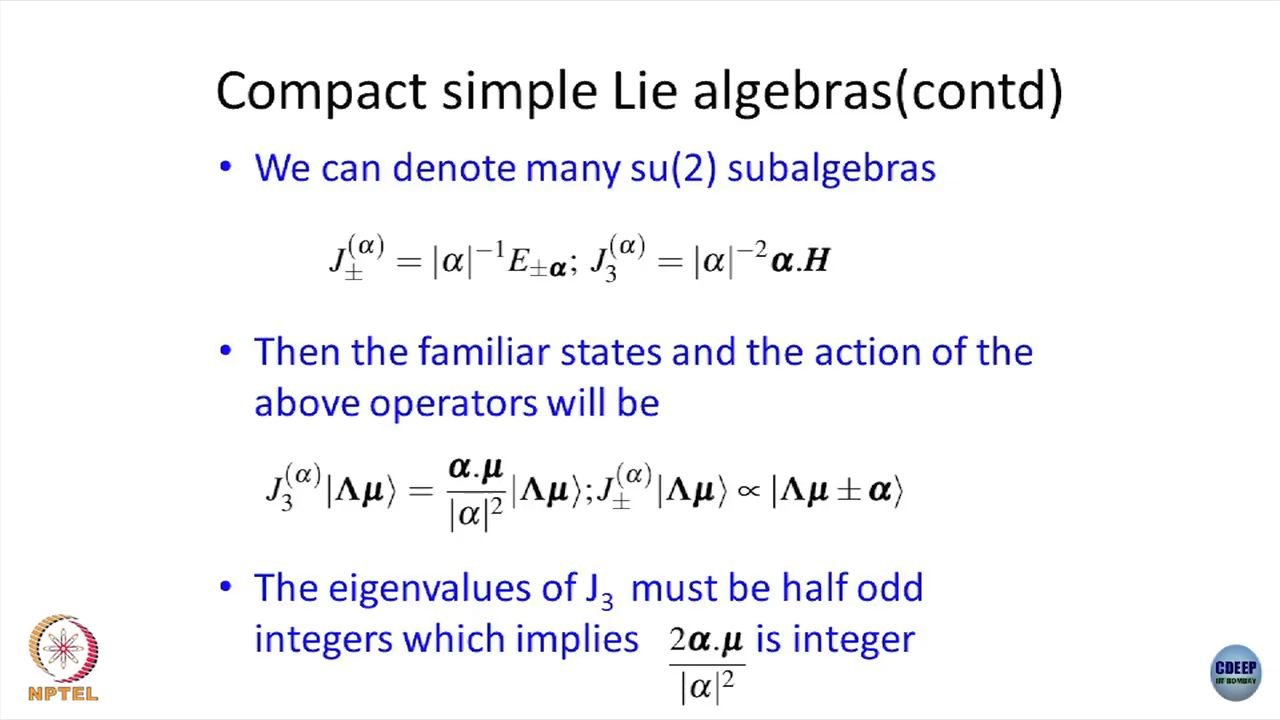 Compact simple Lie algebras(contd)
• We can denote many su(2) subalgebras
J_±^(α) = |α|^−1 E_±α; J_3^(α) = |α|^−2 α.H
• Then the familiar states and the action of the
above operators will be
J_3^(α)|Λμ⟩ = α.μ/|α|^2 |Λμ⟩; J_±^(α)|Λμ⟩ ∝ |Λμ ± α⟩
• The eigenvalues of J_3 must be half odd
integers which implies 2α.μ/|α|^2 is integer
NPTEL
CDEEP
IIT BOMBAY